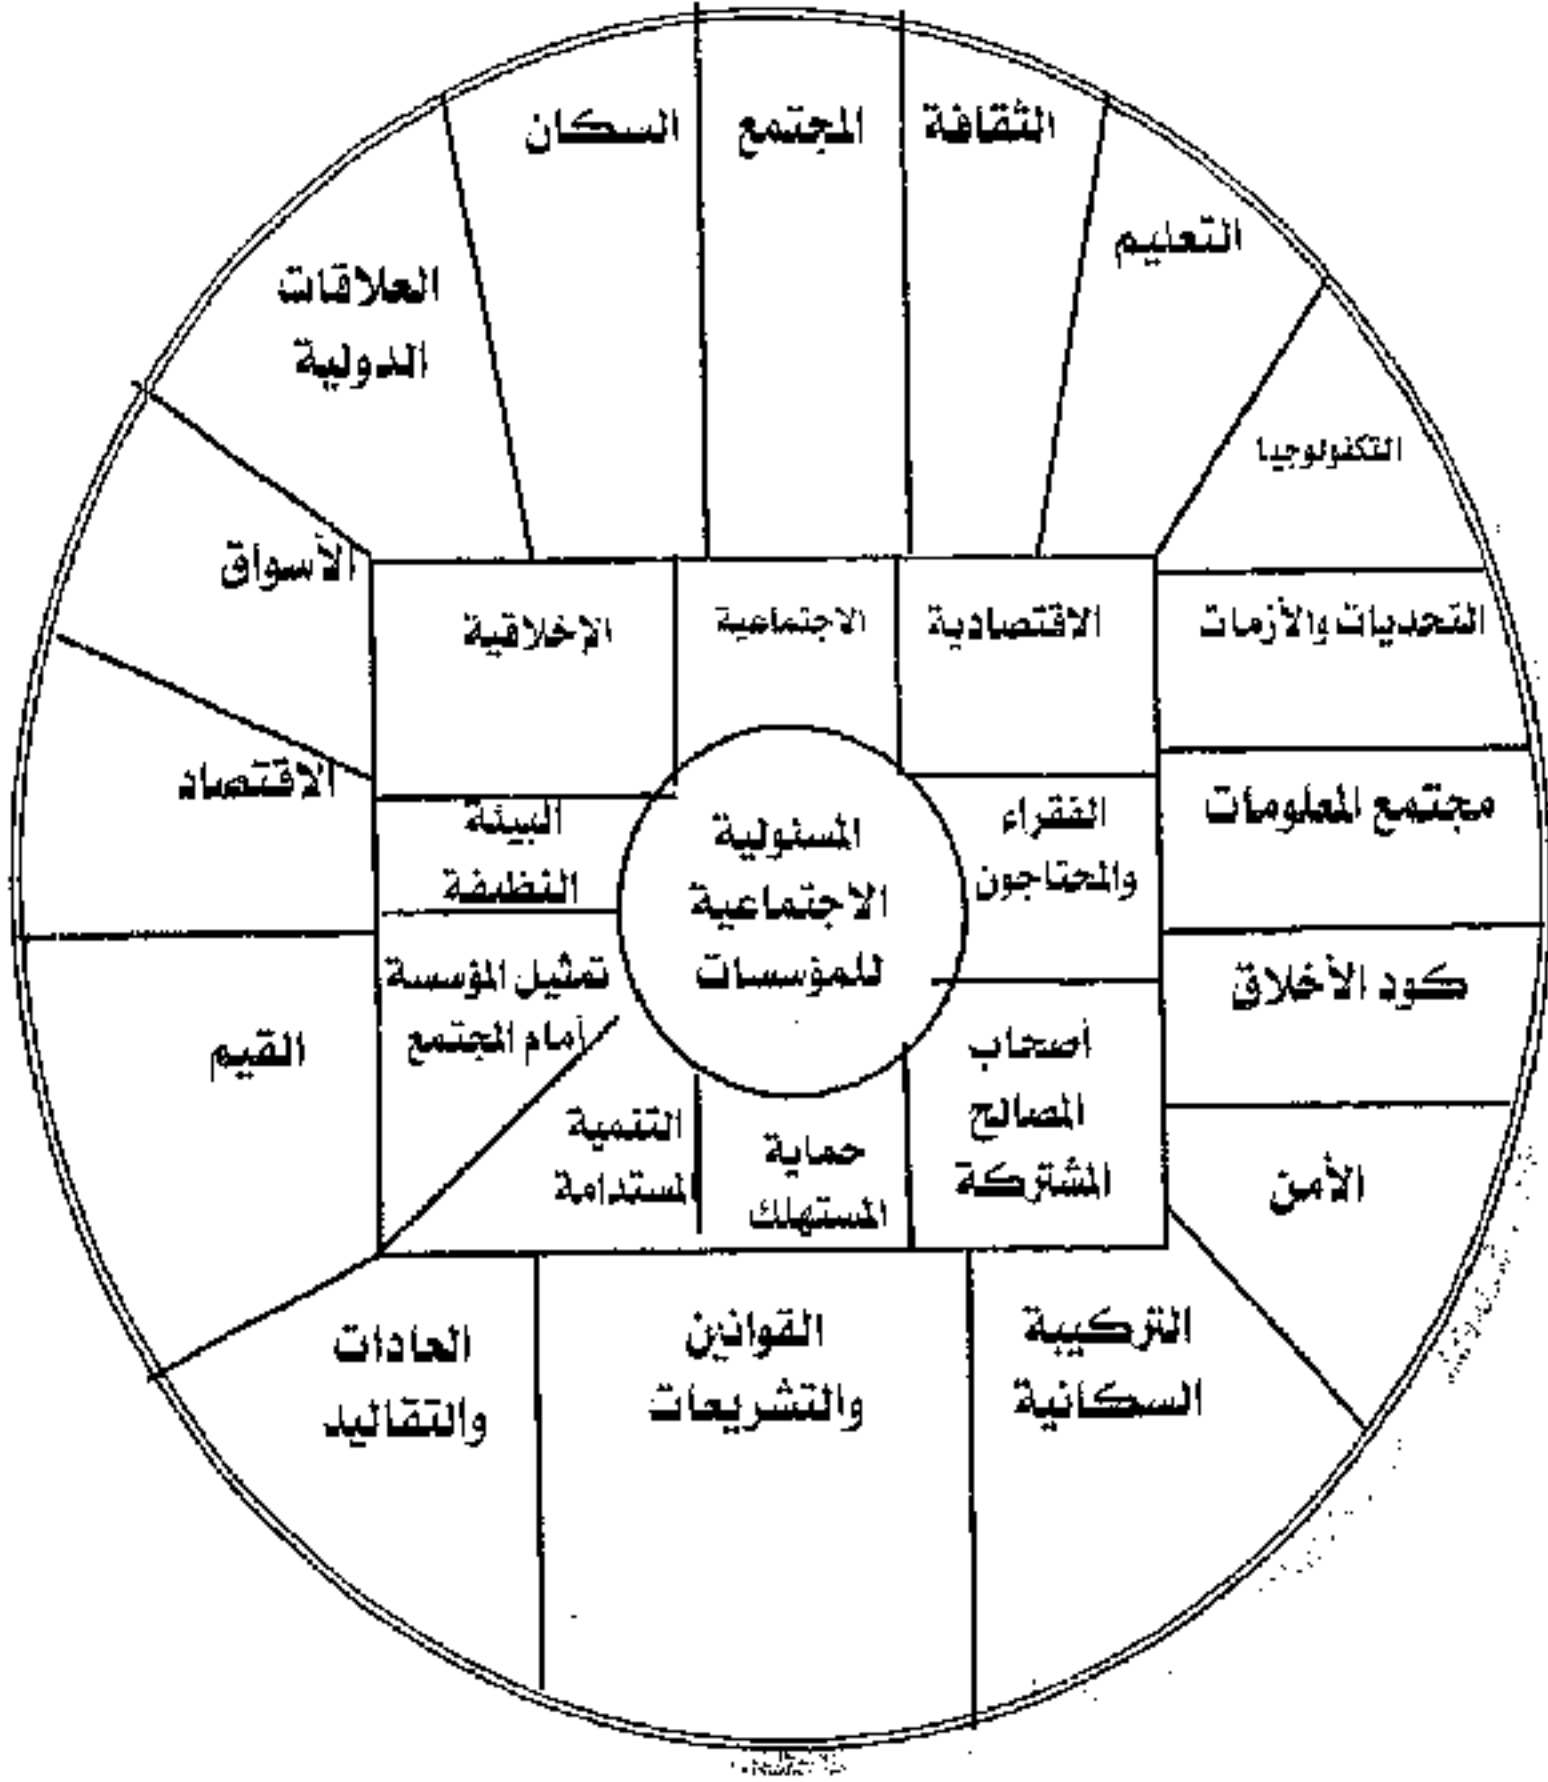 السكان
المجتمع
الثقافة
التعليم
العلاقات
الدولية
التكنولوجيا
الأسواق
التحديات والأزمات
الاقتصاد
مجتمع المعلومات
كود الأخلاق
القيم
الأمن
العادات
والتقاليد
القوانين
والتشريعات
التركيبة
السكانية
الاقتصادية
الاجتماعية
الإخلاقية
الفقراء
والمحتاجون
البيئة
النظيفة
تمثيل المؤسسة
أمام المجتمع
أصحاب
المصالح
المشتركة
حماية
المستهلك
التنمية
المستدامة
المسئولية
الاجتماعية
للمؤسسات